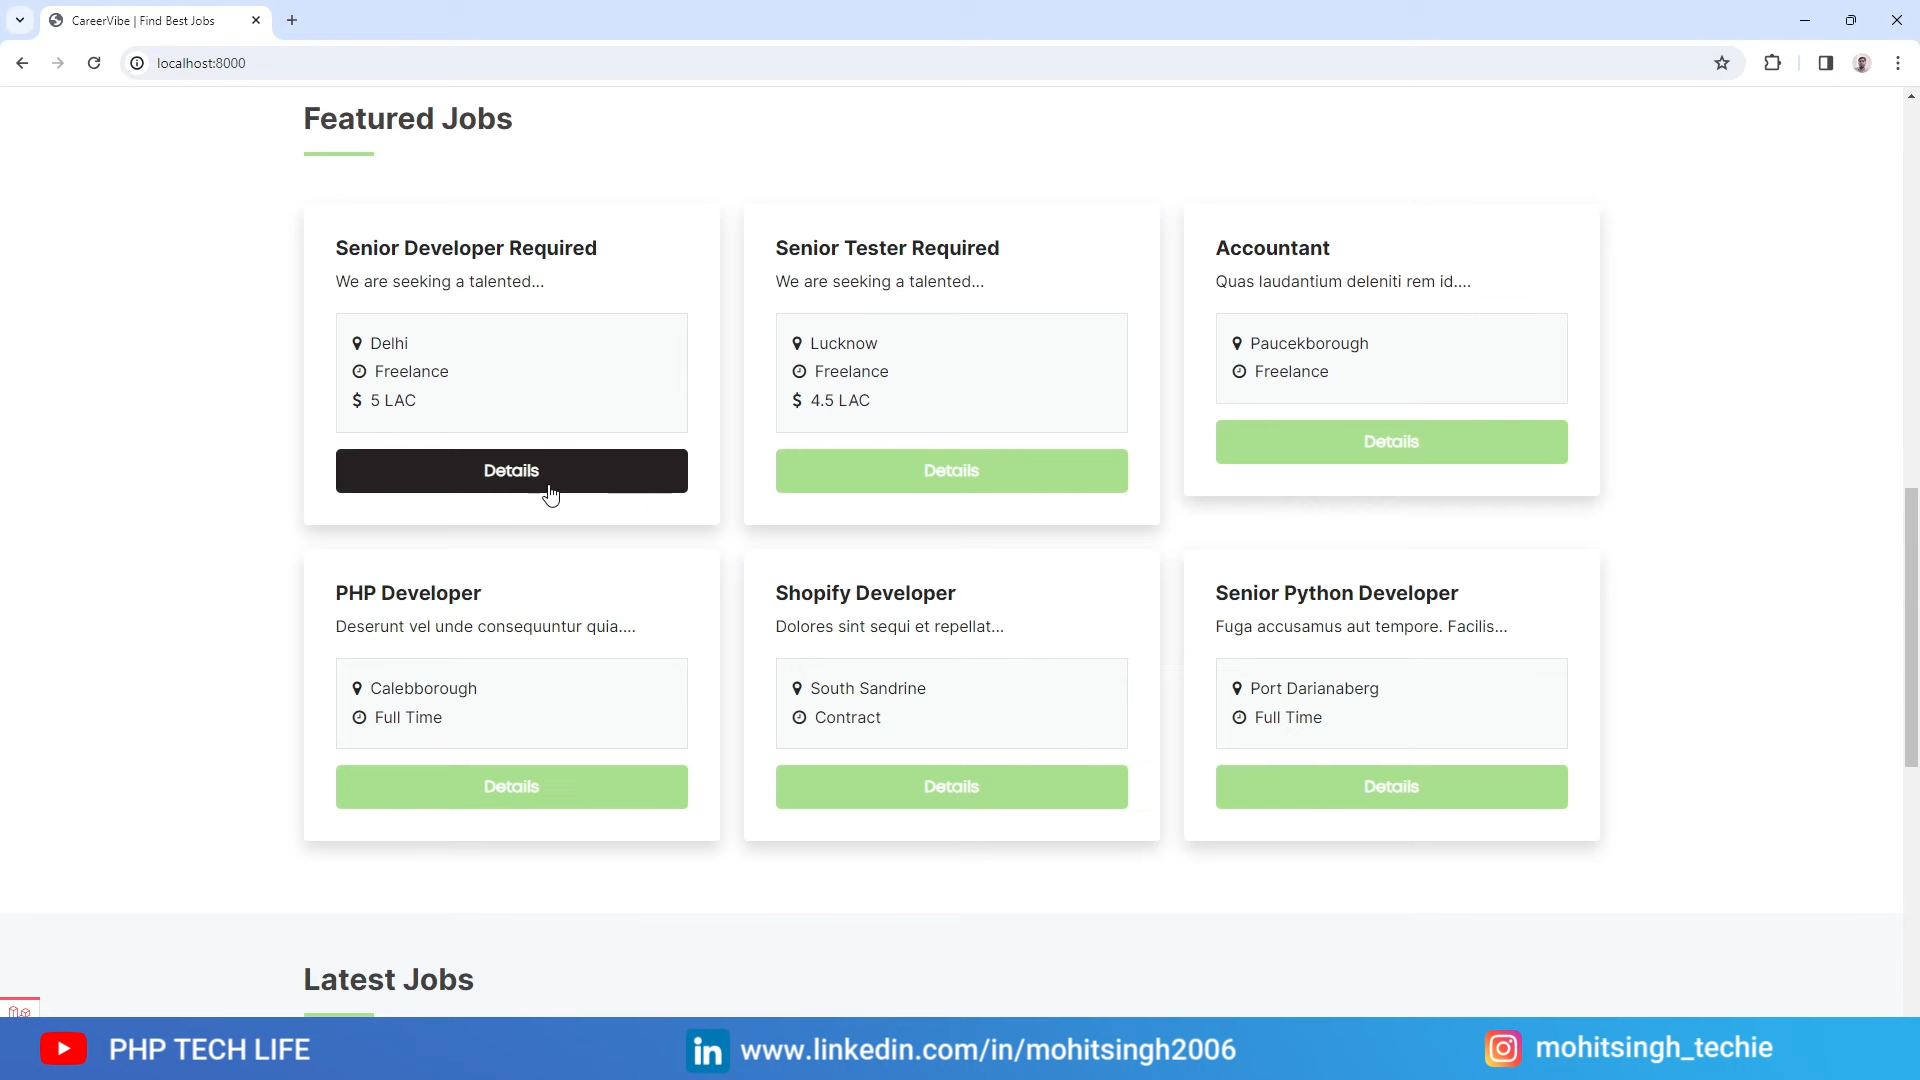 CareerVibe | Find Best Jobs
localhost:8000
Featured Jobs
Senior Developer Required
We are seeking a talented...
Delhi
Freelance
$ 5 LAC
Details
Senior Tester Required
We are seeking a talented...
Lucknow
Freelance
$ 4.5 LAC
Details
Accountant
Quas laudantium deleniti rem id....
Paucekborough
Freelance
Details
PHP Developer
Deserunt vel unde consequuntur quia....
Calebborough
Full Time
Details
Shopify Developer
Dolores sint sequi et repellat...
South Sandrine
Contract
Details
Senior Python Developer
Fuga accusamus aut tempore. Facilis...
Port Darianaberg
Full Time
Details
Latest Jobs
PHP TECH LIFE
in www.linkedin.com/in/mohitsingh2006
mohitsingh_techie